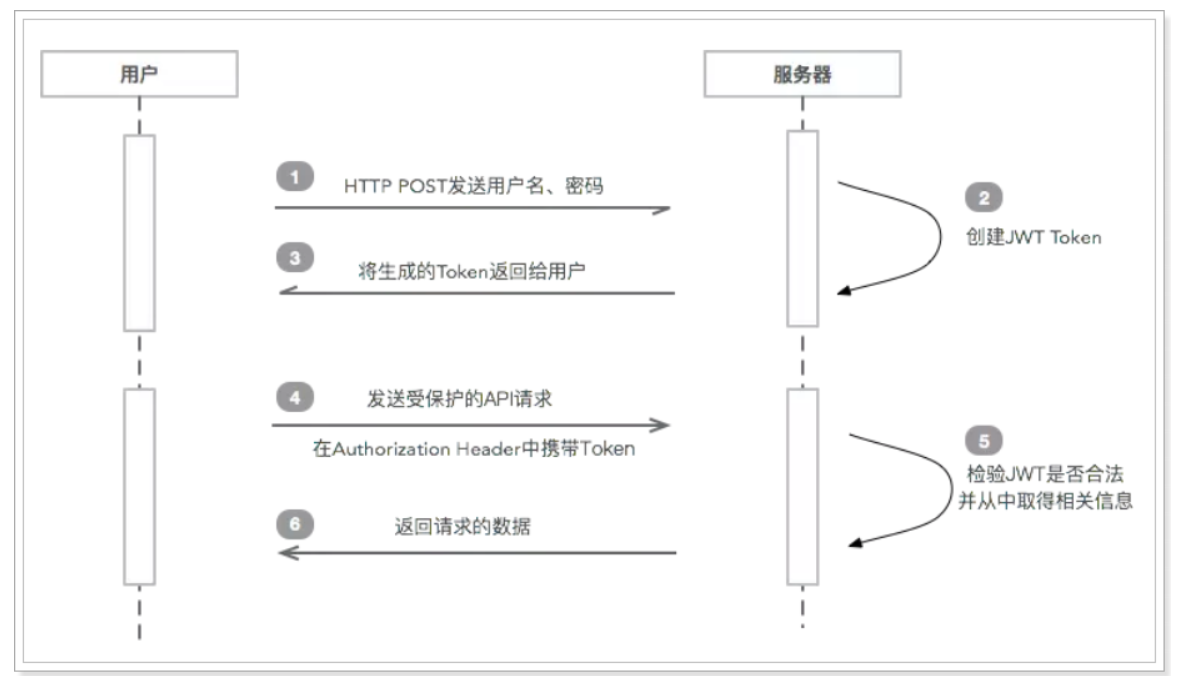 用户
服务器
1
HTTP POST发送用户名、密码
2
创建JWT Token
3
将生成的Token返回给用户
4
发送受保护的API请求
在Authorization Header中携带Token
5
检验JWT是否合法
并从中取得相关信息
6
返回请求的数据